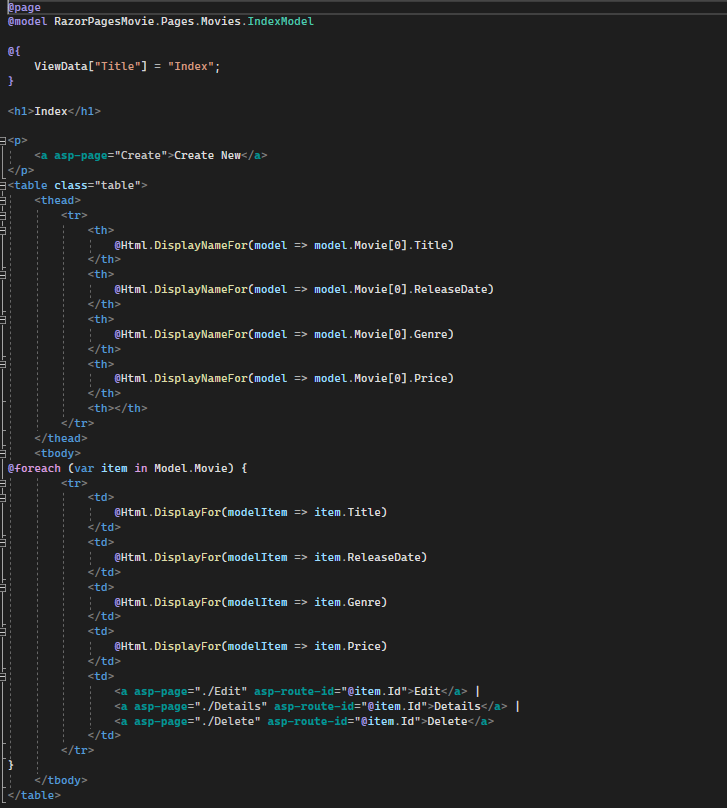 @page
@model RazorPagesMovie.Pages.Movies.IndexModel

@{
    ViewData["Title"] = "Index";
}

<h1>Index</h1>

<p>
    <a asp-page="Create">Create New</a>
</p>
<table class="table">
    <thead>
        <tr>
            <th>
                @Html.DisplayNameFor(model => model.Movie[0].Title)
            </th>
            <th>
                @Html.DisplayNameFor(model => model.Movie[0].ReleaseDate)
            </th>
            <th>
                @Html.DisplayNameFor(model => model.Movie[0].Genre)
            </th>
            <th>
                @Html.DisplayNameFor(model => model.Movie[0].Price)
            </th>
            <th></th>
        </tr>
    </thead>
    <tbody>
@foreach (var item in Model.Movie) {
        <tr>
            <td>
                @Html.DisplayFor(modelItem => item.Title)
            </td>
            <td>
                @Html.DisplayFor(modelItem => item.ReleaseDate)
            </td>
            <td>
                @Html.DisplayFor(modelItem => item.Genre)
            </td>
            <td>
                @Html.DisplayFor(modelItem => item.Price)
            </td>
            <td>
                <a asp-page="./Edit" asp-route-id="@item.Id">Edit</a> |
                <a asp-page="./Details" asp-route-id="@item.Id">Details</a> |
                <a asp-page="./Delete" asp-route-id="@item.Id">Delete</a>
            </td>
        </tr>
}
    </tbody>
</table>